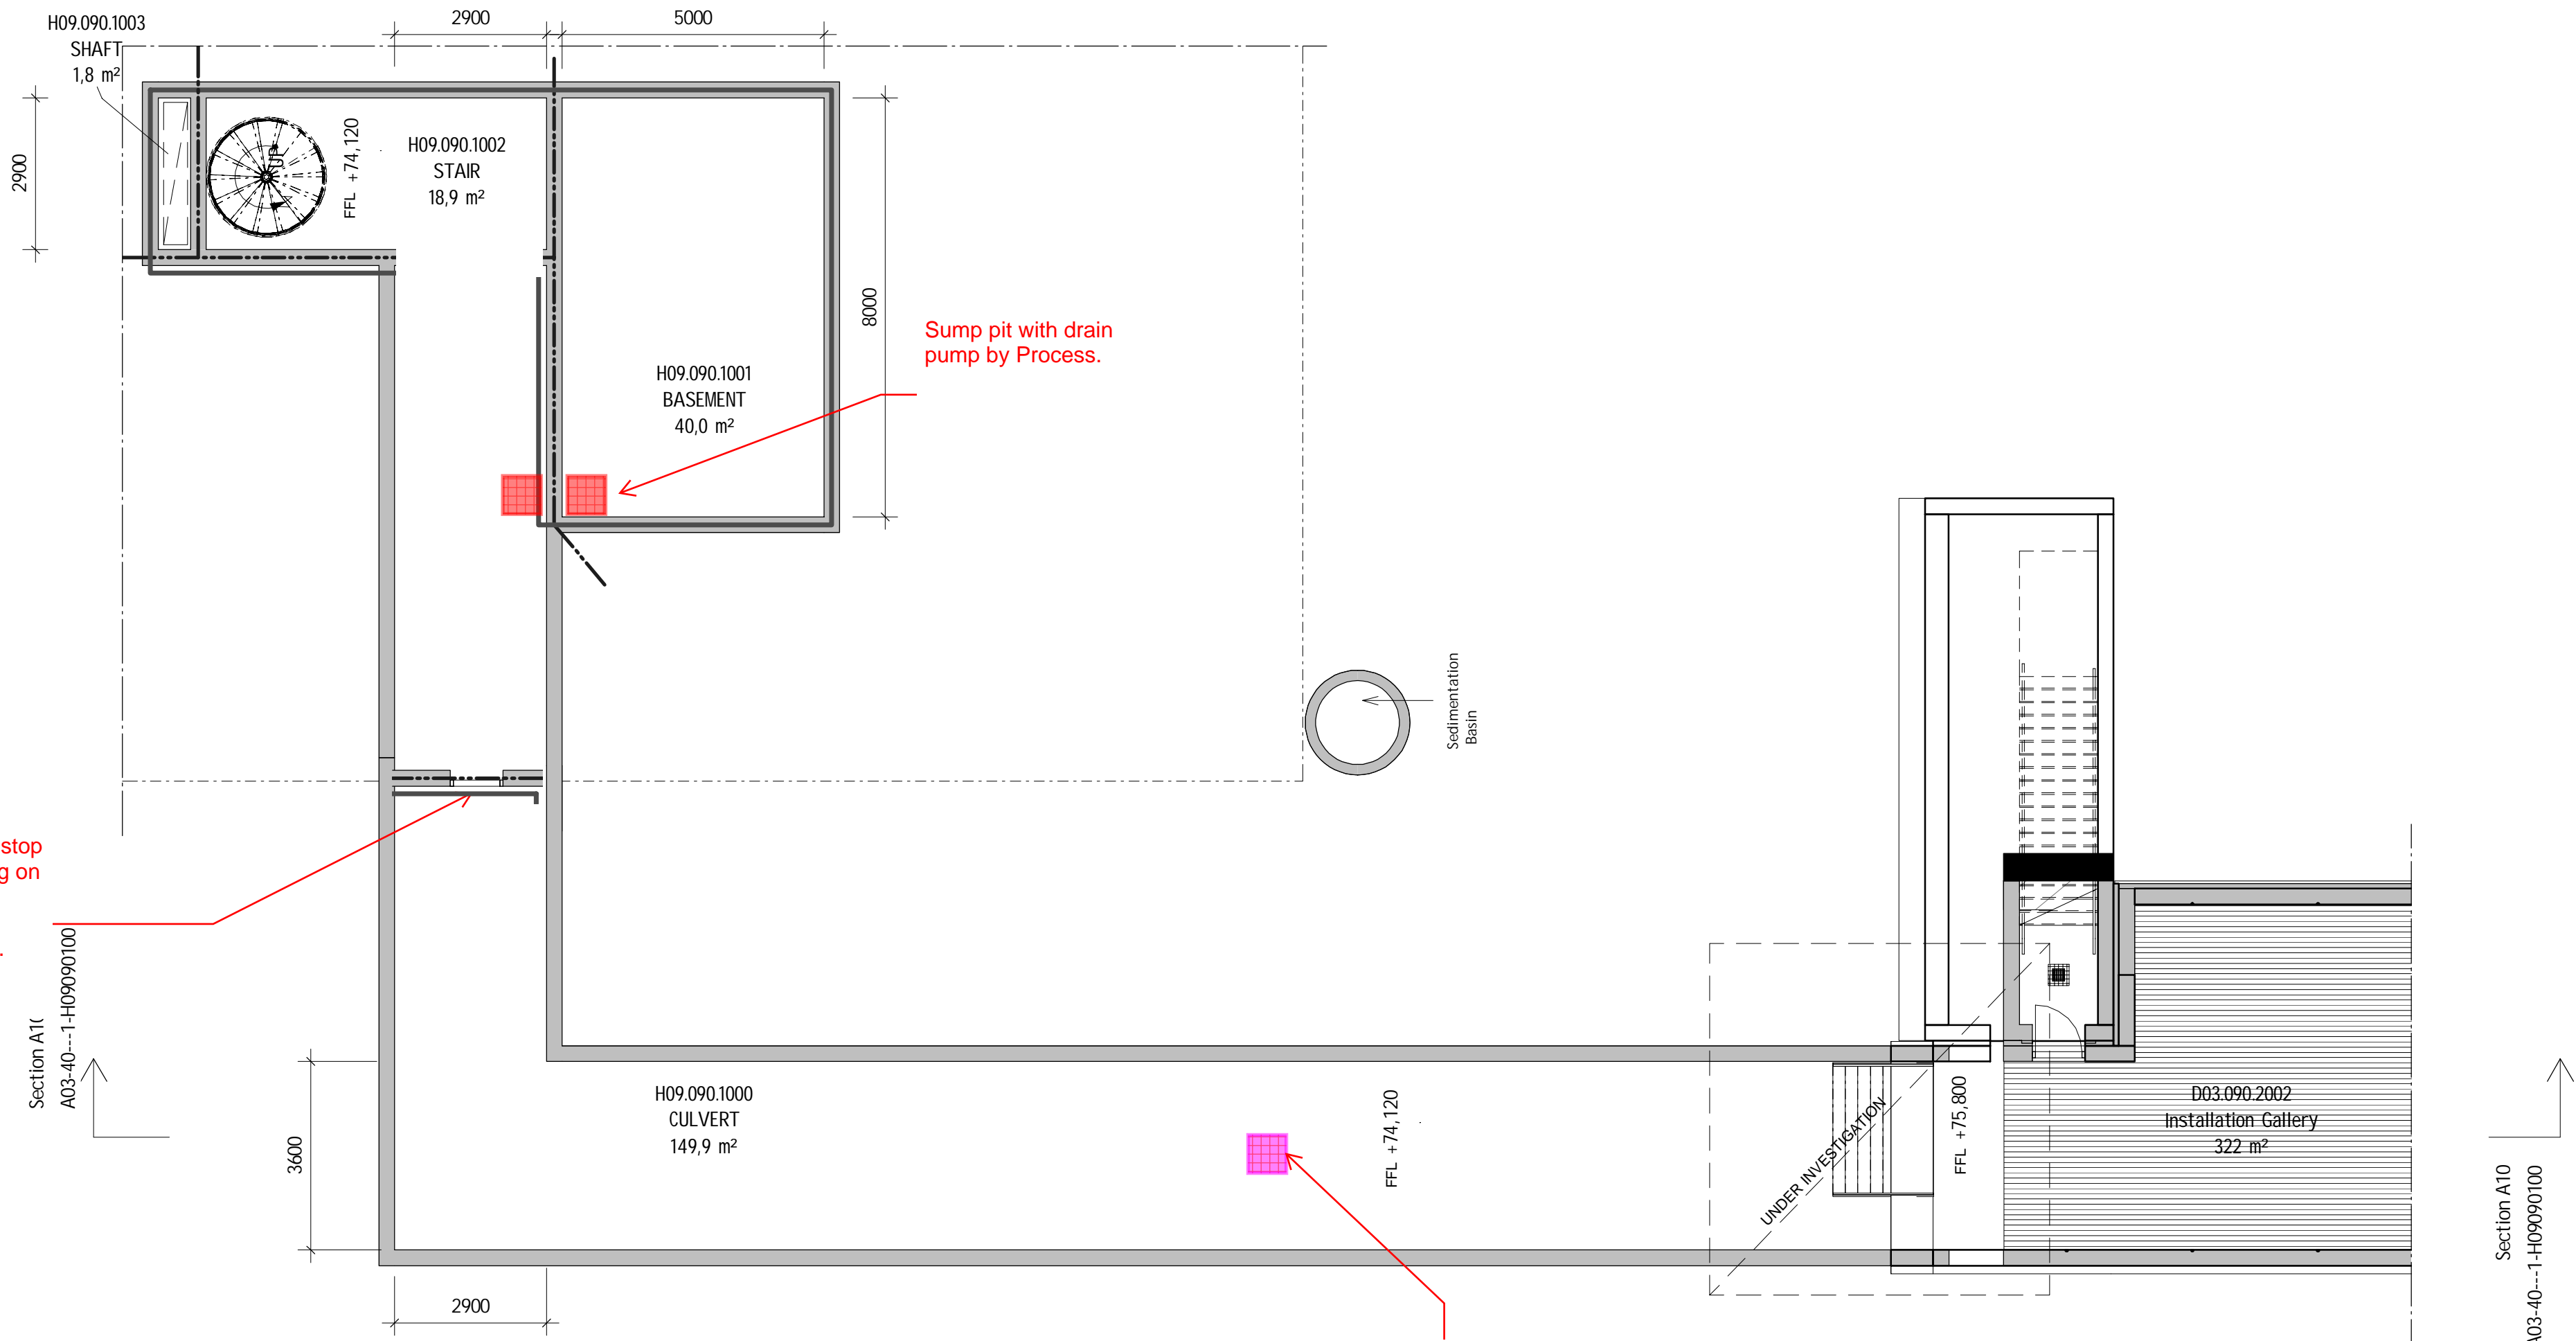 H09.090.1003
SHAFT
1,8 m²
2900
5000
2900
UP
FFL +74,120
H09.090.1002
STAIR
18,9 m²
8000
Sump pit with drain
pump by Process.
H09.090.1001
BASEMENT
40,0 m²
Sedimentation
Basin
stop
g on
.
Section A1(
A03-40---1-H09090100
3600
H09.090.1000
CULVERT
149,9 m²
FFL +74,120
UNDER INVESTIGATION
FFL +75,800
D03.090.2002
Installation Gallery
322 m²
Section A10
A03-40---1-H09090100
2900